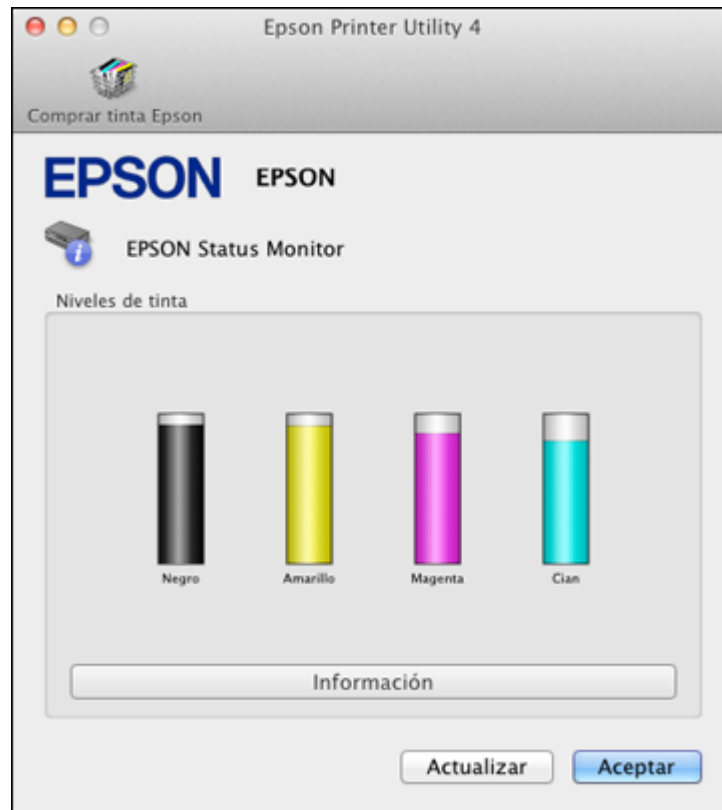 Epson Printer Utility 4
Comprar tinta Epson
EPSON EPSON
EPSON Status Monitor
Niveles de tinta
Negro Amarillo Magenta Cian
Información
Actualizar Aceptar